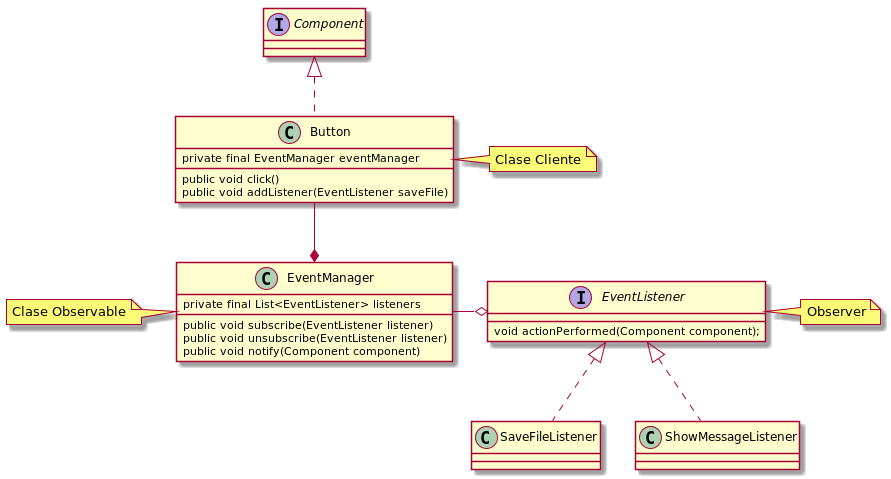 I Component
C Button
private final EventManager eventManager
public void click()
public void addListener(EventListener saveFile)
Clase Cliente
C EventManager
private final List<EventListener> listeners
public void subscribe(EventListener listener)
public void unsubscribe(EventListener listener)
public void notify(Component component)
Clase Observable
I EventListener
void actionPerformed(Component component);
Observer
C SaveFileListener
C ShowMessageListener